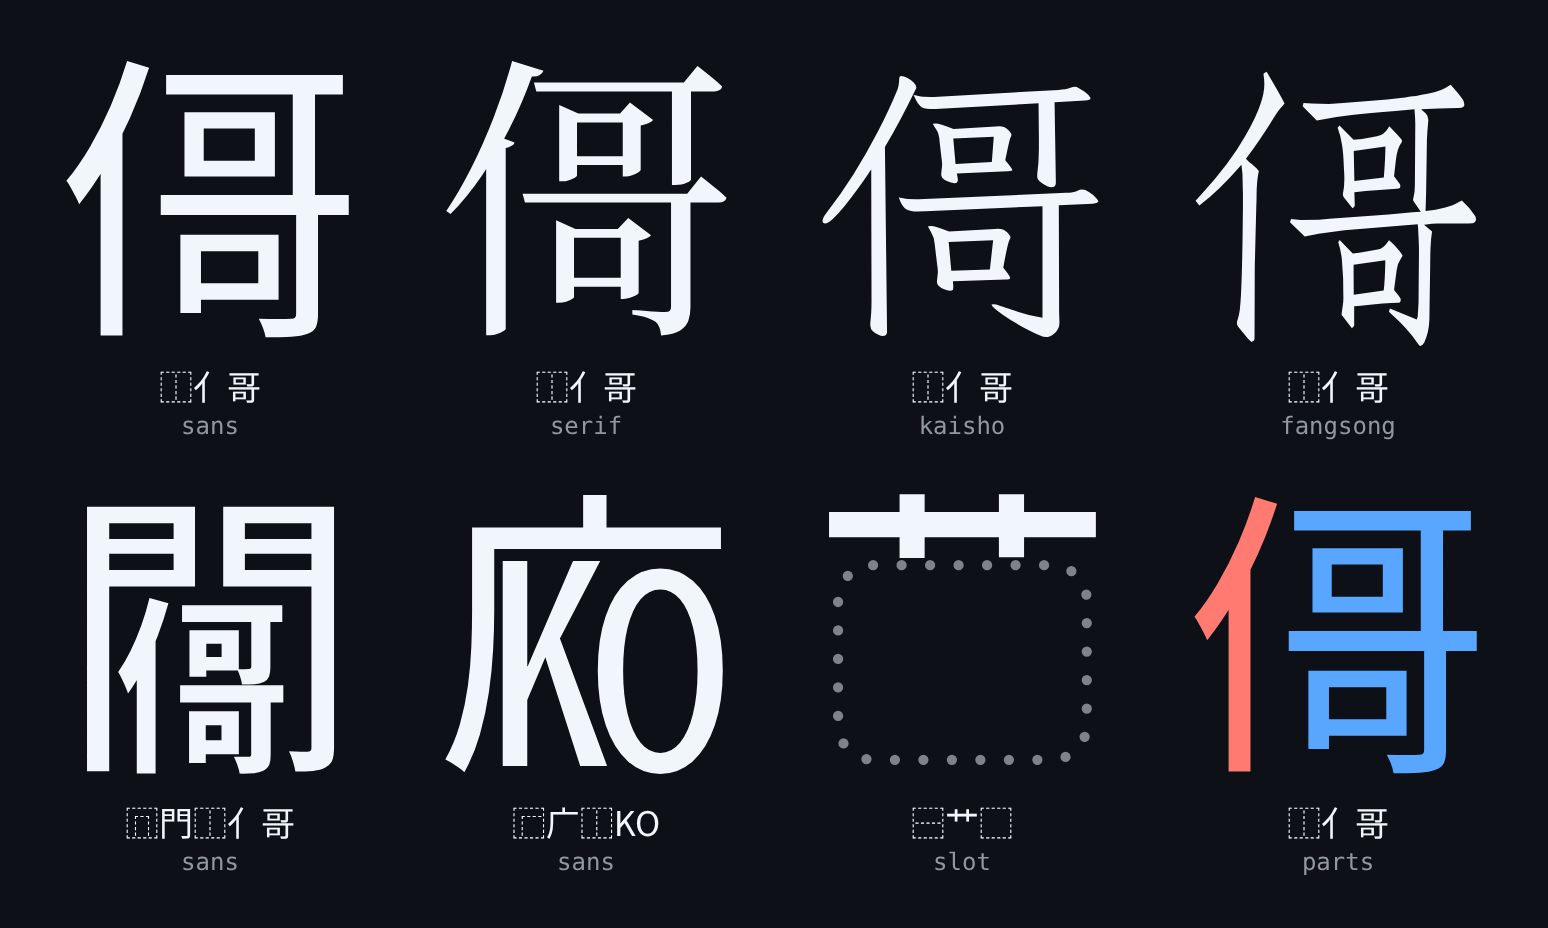 ⿰亻哥 ⿰亻哥 ⿰亻哥 ⿰亻哥
sans serif kaisho fangsong
⿵門⿰亻哥 ⿸广⿰KO ⿱艹⬚ ⿰亻哥
sans sans slot parts